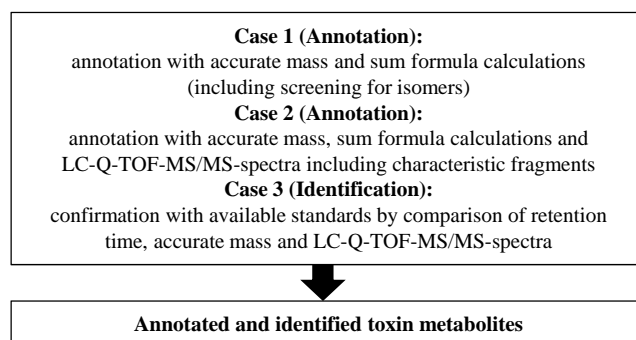 Case 1 (Annotation):
annotation with accurate mass and sum formula calculations
(including screening for isomers)
Case 2 (Annotation):
annotation with accurate mass, sum formula calculations and
LC-Q-TOF-MS/MS-spectra including characteristic fragments
Case 3 (Identification):
confirmation with available standards by comparison of retention
time, accurate mass and LC-Q-TOF-MS/MS-spectra
Annotated and identified toxin metabolites